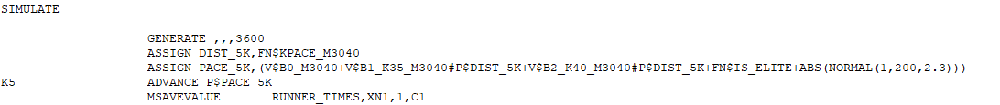 SIMULATE
GENERATE ,,,3600
ASSIGN DIST_5K,FN$KPACE_M3040
ASSIGN PACE_5K,(V$B0_M3040+V$B1_K35_M3040#P$DIST_5K+V$B2_K40_M3040#P$DIST_5K+FN$IS_ELITE+ABS(NORMAL(1,200,2.3)))
K5 ADVANCE P$PACE_5K
MSAVEVALUE RUNNER_TIMES,XN1,1,C1